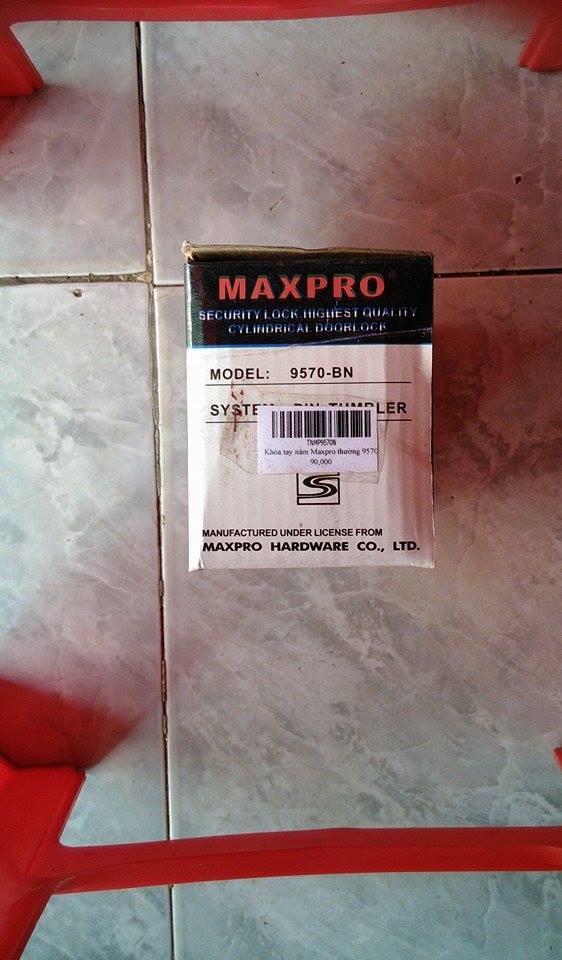 MAXPRO
SECURITY LOCK HIGHEST QUALITY
CYLINDRICAL DOORLOCK
MODEL: 9570-BN
SYSTEM PIN TUMBLER
TNMP9570N
Khóa tay nắm Maxpro thường 9570
90,000
S
MANUFACTURED UNDER LICENSE FROM
MAXPRO HARDWARE CO., LTD.